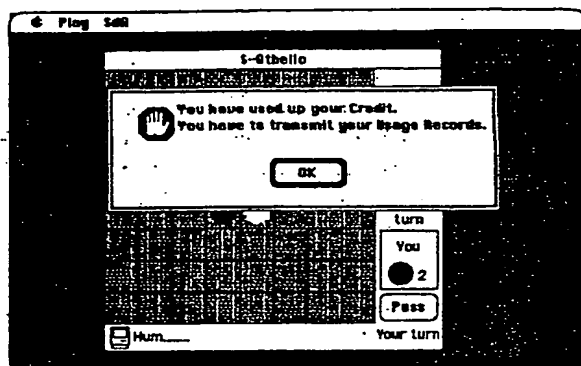 Play SdA
S-Othello
You have used up your Credit.
You have to transmit your Usage Records.
OK
turn
You
2
Pass
Your turn